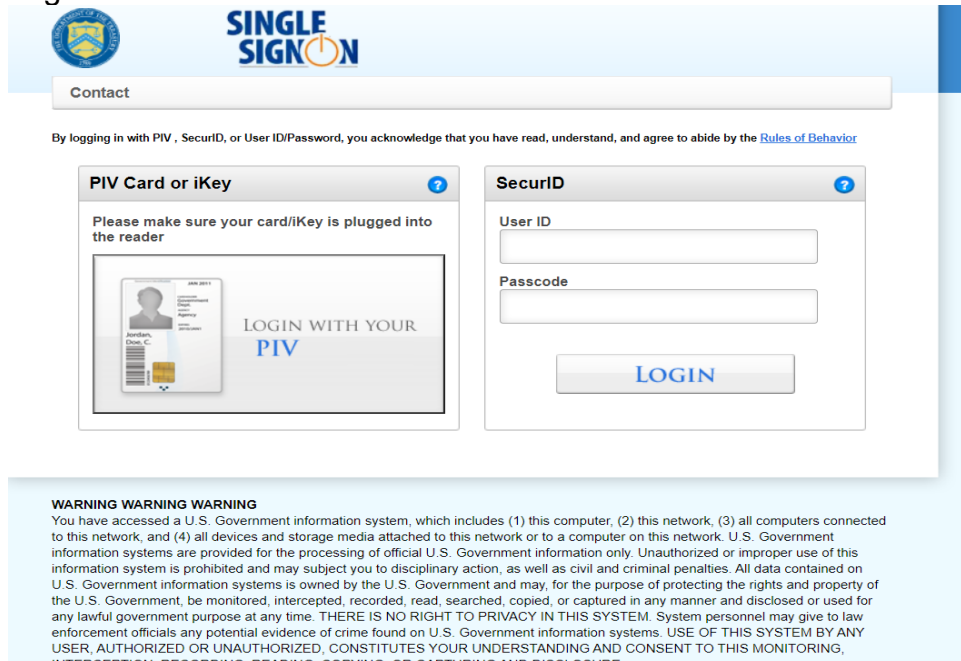 SINGLE
SIGN ON
Contact
By logging in with PIV , SecurID, or User ID/Password, you acknowledge that you have read, understand, and agree to abide by the Rules of Behavior
PIV Card or iKey
Please make sure your card/iKey is plugged into
the reader
JAN 2011
Government
Dept.
Agency
Jordan,
Doe, C.
LOGIN WITH YOUR
PIV
SecurID
User ID
Passcode
LOGIN
WARNING WARNING WARNING
You have accessed a U.S. Government information system, which includes (1) this computer, (2) this network, (3) all computers connected
to this network, and (4) all devices and storage media attached to this network or to a computer on this network. U.S. Government
information systems are provided for the processing of official U.S. Government information only. Unauthorized or improper use of this
information system is prohibited and may subject you to disciplinary action, as well as civil and criminal penalties. All data contained on
U.S. Government information systems is owned by the U.S. Government and may, for the purpose of protecting the rights and property of
the U.S. Government, be monitored, intercepted, recorded, read, searched, copied, or captured in any manner and disclosed or used for
any lawful government purpose at any time. THERE IS NO RIGHT TO PRIVACY IN THIS SYSTEM. System personnel may give to law
enforcement officials any potential evidence of crime found on U.S. Government information systems. USE OF THIS SYSTEM BY ANY
USER, AUTHORIZED OR UNAUTHORIZED, CONSTITUTES YOUR UNDERSTANDING AND CONSENT TO THIS MONITORING,